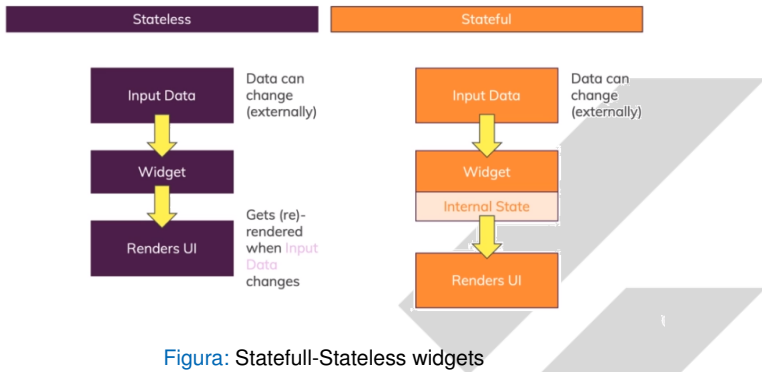 Stateless
Stateful
Input Data
Data can
change
(externally)
Widget
Gets (re)-
rendered
when Input
Data
changes
Renders UI
Input Data
Data can
change
(externally)
Widget
Internal State
Renders UI
Figura: Statefull-Stateless widgets